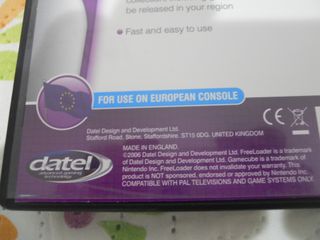 be released in your region
Fast and easy to use
FOR USE ON EUROPEAN CONSOLE
Datel Design and Development Ltd.
Stafford Road, Stone, Staffordshire. ST15 0DG. UNITED KINGDOM
MADE IN ENGLAND.
©2006 Datel Design and Development Ltd. FreeLoader is a trademark
of Datel Design and Development Ltd. Gamecube is a trademark of
Nintendo Inc. FreeLoader does not invalidate your warranty. This
product is NOT sponsored, endorsed or approved by Nintendo Inc.
COMPATIBLE WITH PAL TELEVISIONS AND GAME SYSTEMS ONLY.
datel
advanced gaming
technology
CE